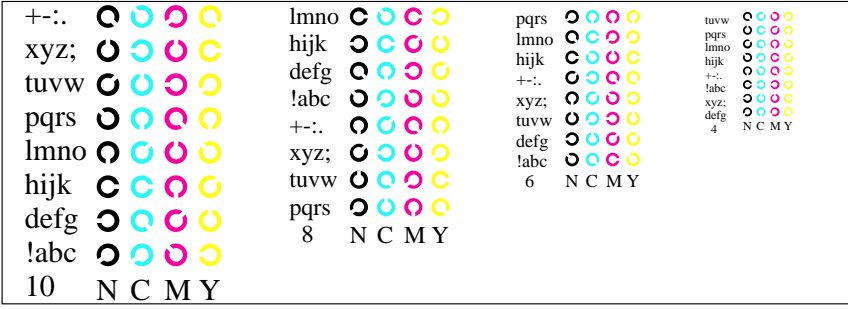 +-:.
xyz;
tuvw
pqrs
lmno
hijk
defg
!abc
10 N C M Y
lmno
hijk
defg
!abc
+-:.
xyz;
tuvw
pqrs
8 N C M Y
pqrs
lmno
hijk
+-:.
xyz;
tuvw
defg
!abc
6 N C M Y
tuvw
pqrs
lmno
hijk
+-:.
!abc
xyz;
defg
4 N C M Y